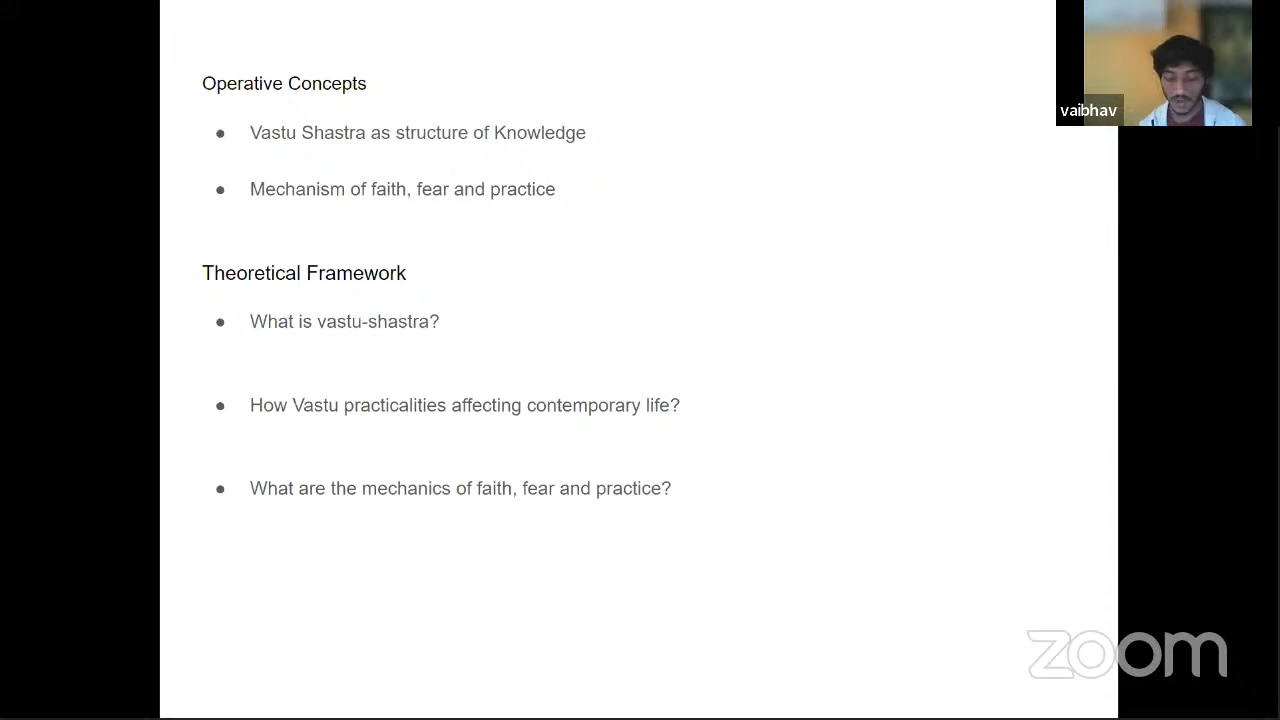 Operative Concepts
● Vastu Shastra as structure of Knowledge
● Mechanism of faith, fear and practice
Theoretical Framework
● What is vastu-shastra?
● How Vastu practicalities affecting contemporary life?
● What are the mechanics of faith, fear and practice?
vaibhav
zoom